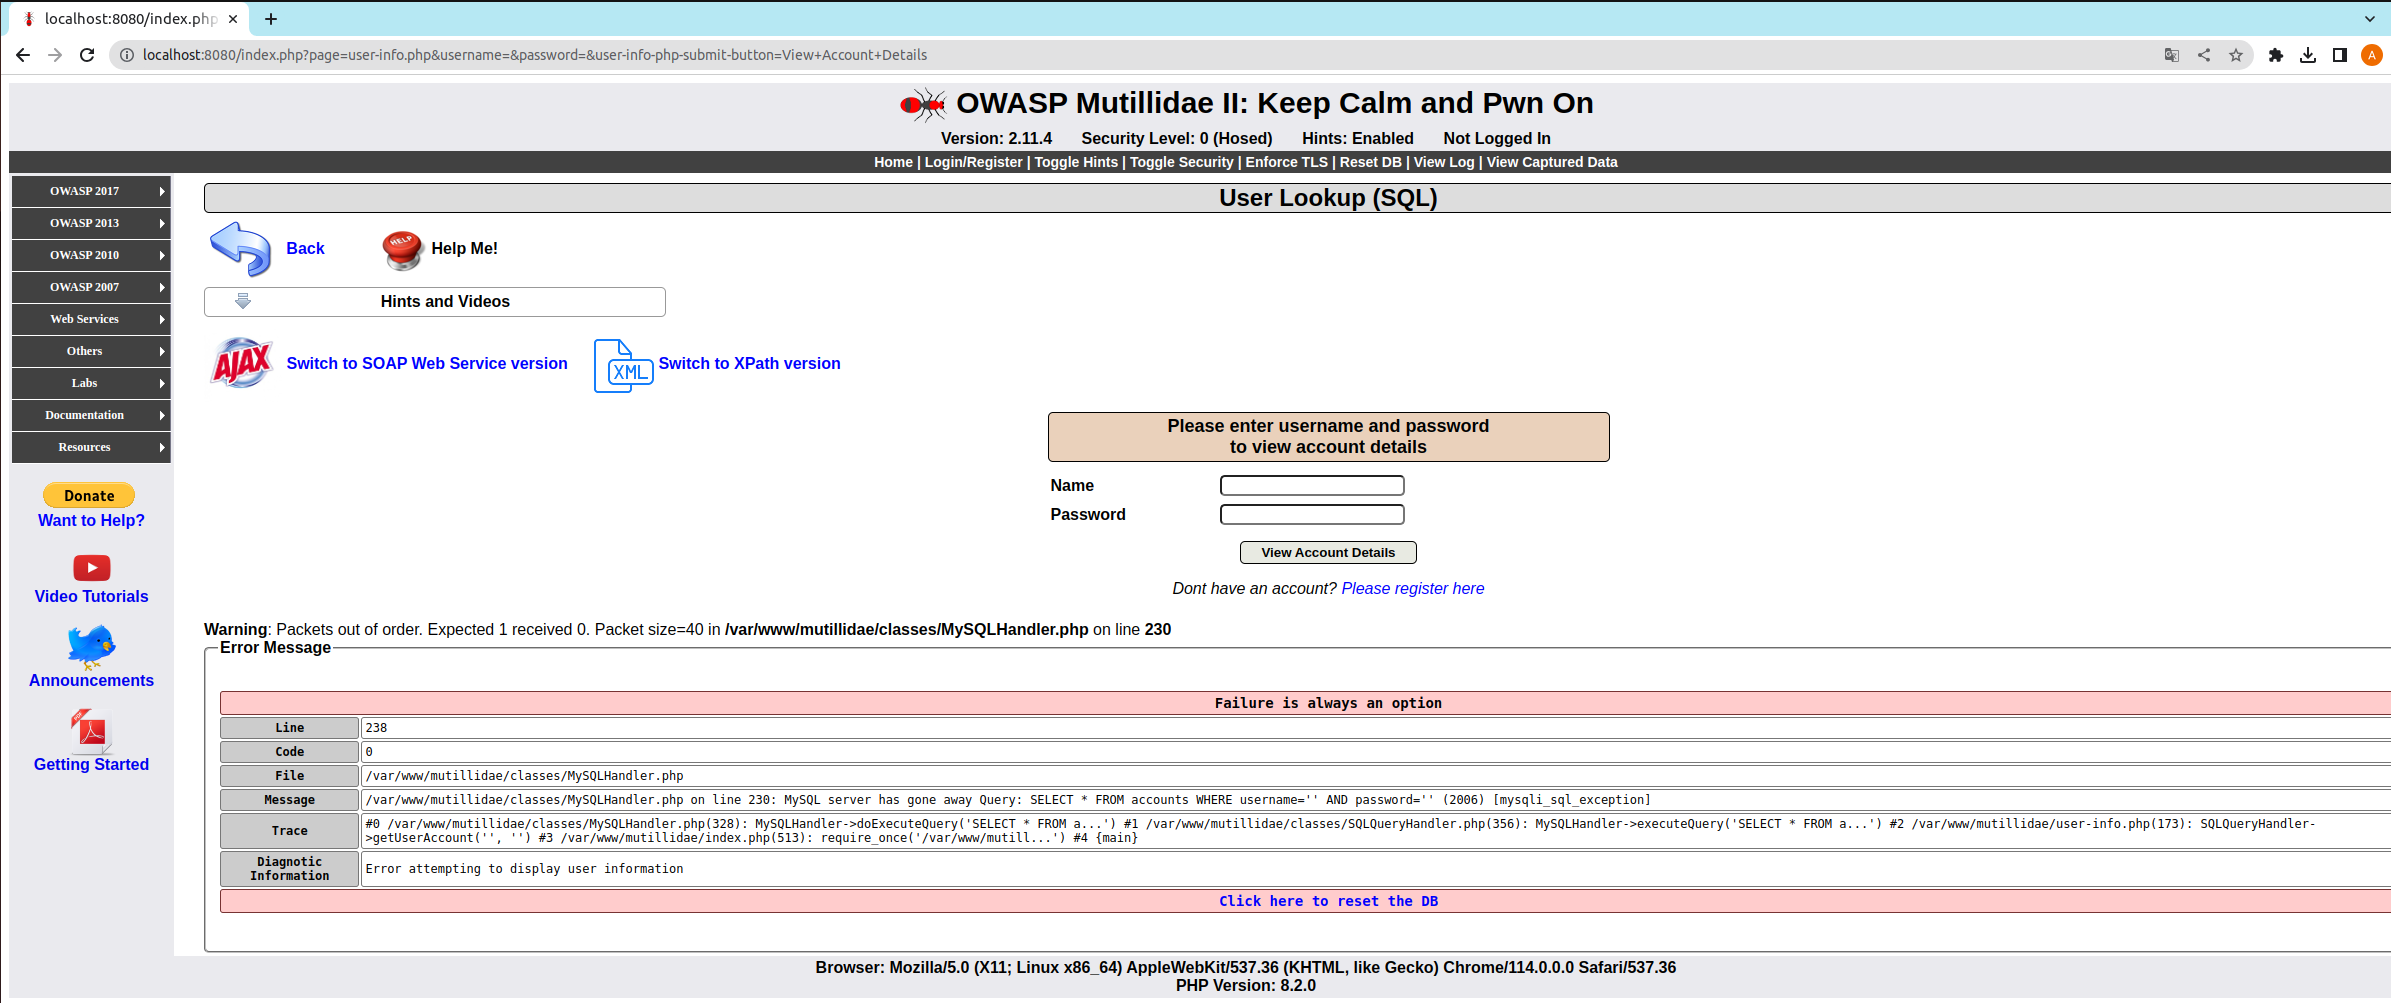 localhost:8080/index.php
localhost:8080/index.php?page=user-info.php&username=&password=&user-info-php-submit-button=View+Account+Details
A
OWASP Mutillidae II: Keep Calm and Pwn On
Version: 2.11.4 Security Level: 0 (Hosed) Hints: Enabled Not Logged In
Home | Login/Register | Toggle Hints | Toggle Security | Enforce TLS | Reset DB | View Log | View Captured Data
OWASP 2017
OWASP 2013
OWASP 2010
OWASP 2007
Web Services
Others
Labs
Documentation
Resources
Donate
Want to Help?
Video Tutorials
Announcements
PDF
Getting Started
User Lookup (SQL)
Back
HELP
Help Me!
Hints and Videos
AJAX
Switch to SOAP Web Service version
XML
Switch to XPath version
Please enter username and password
to view account details
Name
Password
View Account Details
Dont have an account? Please register here
Warning: Packets out of order. Expected 1 received 0. Packet size=40 in /var/www/mutillidae/classes/MySQLHandler.php on line 230
Error Message
Failure is always an option
Line 238
Code 0
File /var/www/mutillidae/classes/MySQLHandler.php
Message /var/www/mutillidae/classes/MySQLHandler.php on line 230: MySQL server has gone away Query: SELECT * FROM accounts WHERE username='' AND password='' (2006) [mysqli_sql_exception]
Trace #0 /var/www/mutillidae/classes/MySQLHandler.php(328): MySQLHandler->doExecuteQuery('SELECT * FROM a...') #1 /var/www/mutillidae/classes/SQLQueryHandler.php(356): MySQLHandler->executeQuery('SELECT * FROM a...') #2 /var/www/mutillidae/user-info.php(173): SQLQueryHandler-
>getUserAccount('', '') #3 /var/www/mutillidae/index.php(513): require_once('/var/www/mutill...') #4 {main}
Diagnostic
Information
Error attempting to display user information
Click here to reset the DB
Browser: Mozilla/5.0 (X11; Linux x86_64) AppleWebKit/537.36 (KHTML, like Gecko) Chrome/114.0.0.0 Safari/537.36
PHP Version: 8.2.0